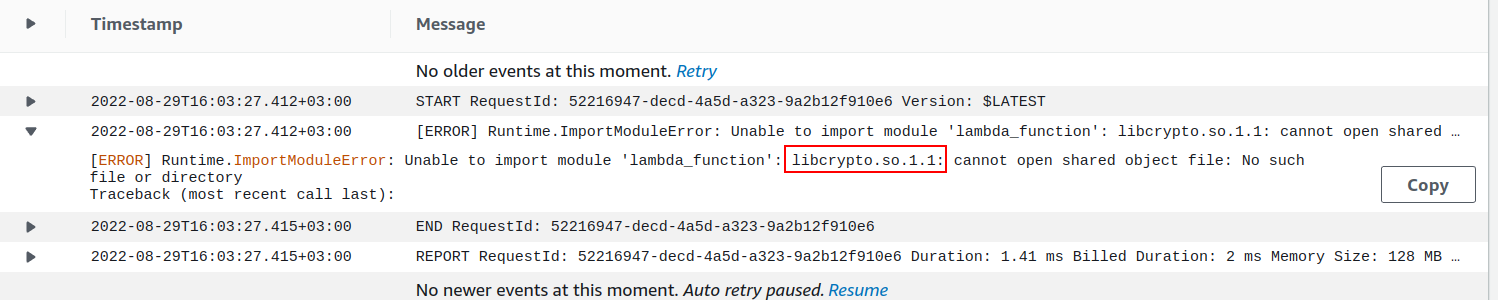 Timestamp Message
No older events at this moment. Retry
2022-08-29T16:03:27.412+03:00 START RequestId: 52216947-decd-4a5d-a323-9a2b12f910e6 Version: $LATEST
2022-08-29T16:03:27.412+03:00 [ERROR] Runtime.ImportModuleError: Unable to import module 'lambda_function': libcrypto.so.1.1: cannot open shared …
[ERROR] Runtime.ImportModuleError: Unable to import module 'lambda_function': libcrypto.so.1.1: cannot open shared object file: No such
file or directory
Traceback (most recent call last):
Copy
2022-08-29T16:03:27.415+03:00 END RequestId: 52216947-decd-4a5d-a323-9a2b12f910e6
2022-08-29T16:03:27.415+03:00 REPORT RequestId: 52216947-decd-4a5d-a323-9a2b12f910e6 Duration: 1.41 ms Billed Duration: 2 ms Memory Size: 128 MB …
No newer events at this moment. Auto retry paused. Resume